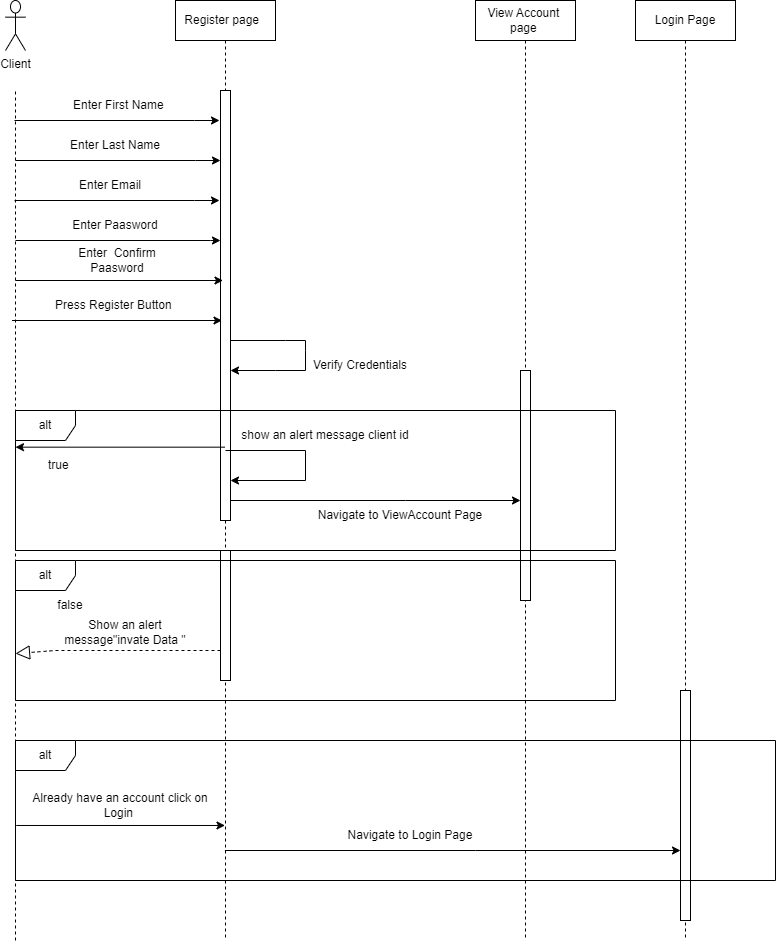 Register page
View Account
page
Login Page
Client
Enter First Name
Enter Last Name
Enter Email
Enter Paasword
Enter  Confirm
Paasword
Press Register Button
Verify Credentials
alt
show an alert message client id
true
Navigate to ViewAccount Page
alt
false
Show an alert
message"invate Data "
alt
Already have an account click on
Login
Navigate to Login Page